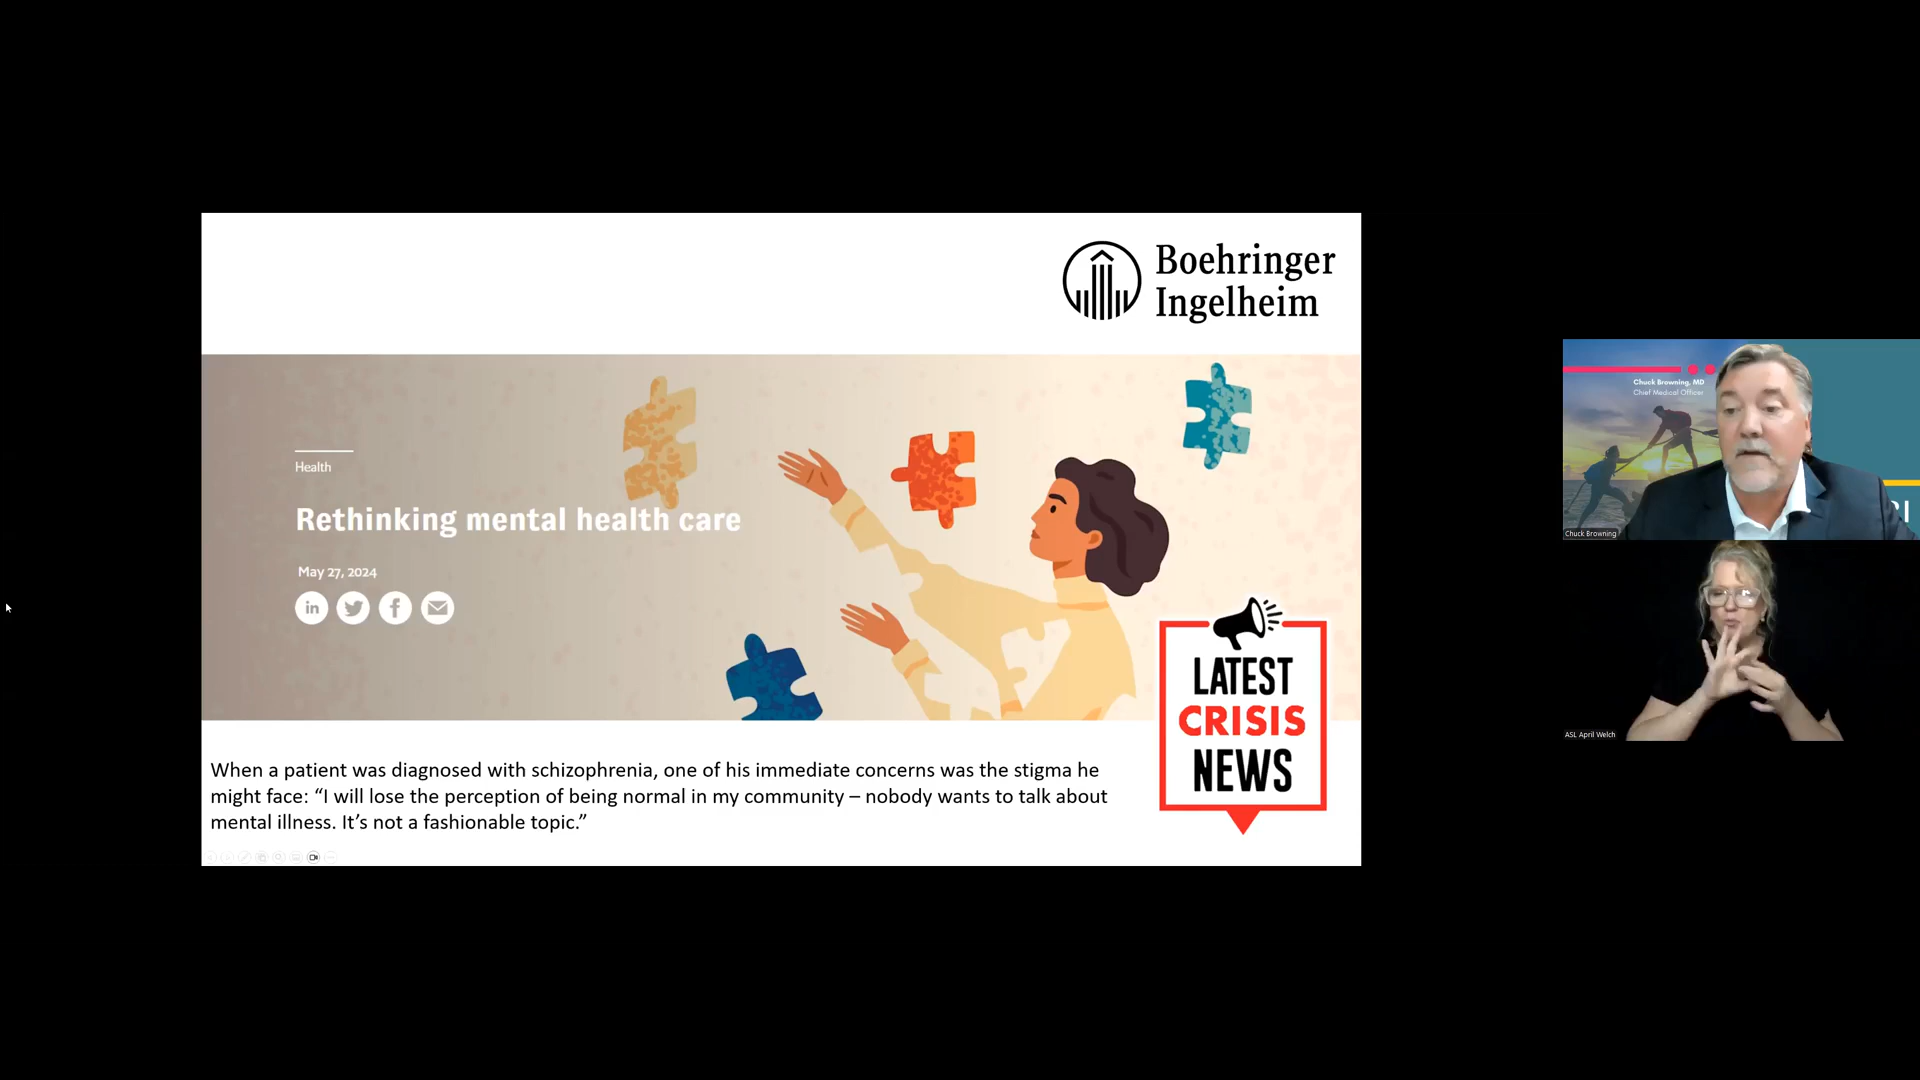 Boehringer
Ingelheim
Health
Rethinking mental health care
May 27, 2024
in
f
LATEST
CRISIS
NEWS
When a patient was diagnosed with schizophrenia, one of his immediate concerns was the stigma he
might face: “I will lose the perception of being normal in my community – nobody wants to talk about
mental illness. It’s not a fashionable topic.”
Chuck Browning, MD
Chief Medical Officer
Chuck Browning
ASL April Welch